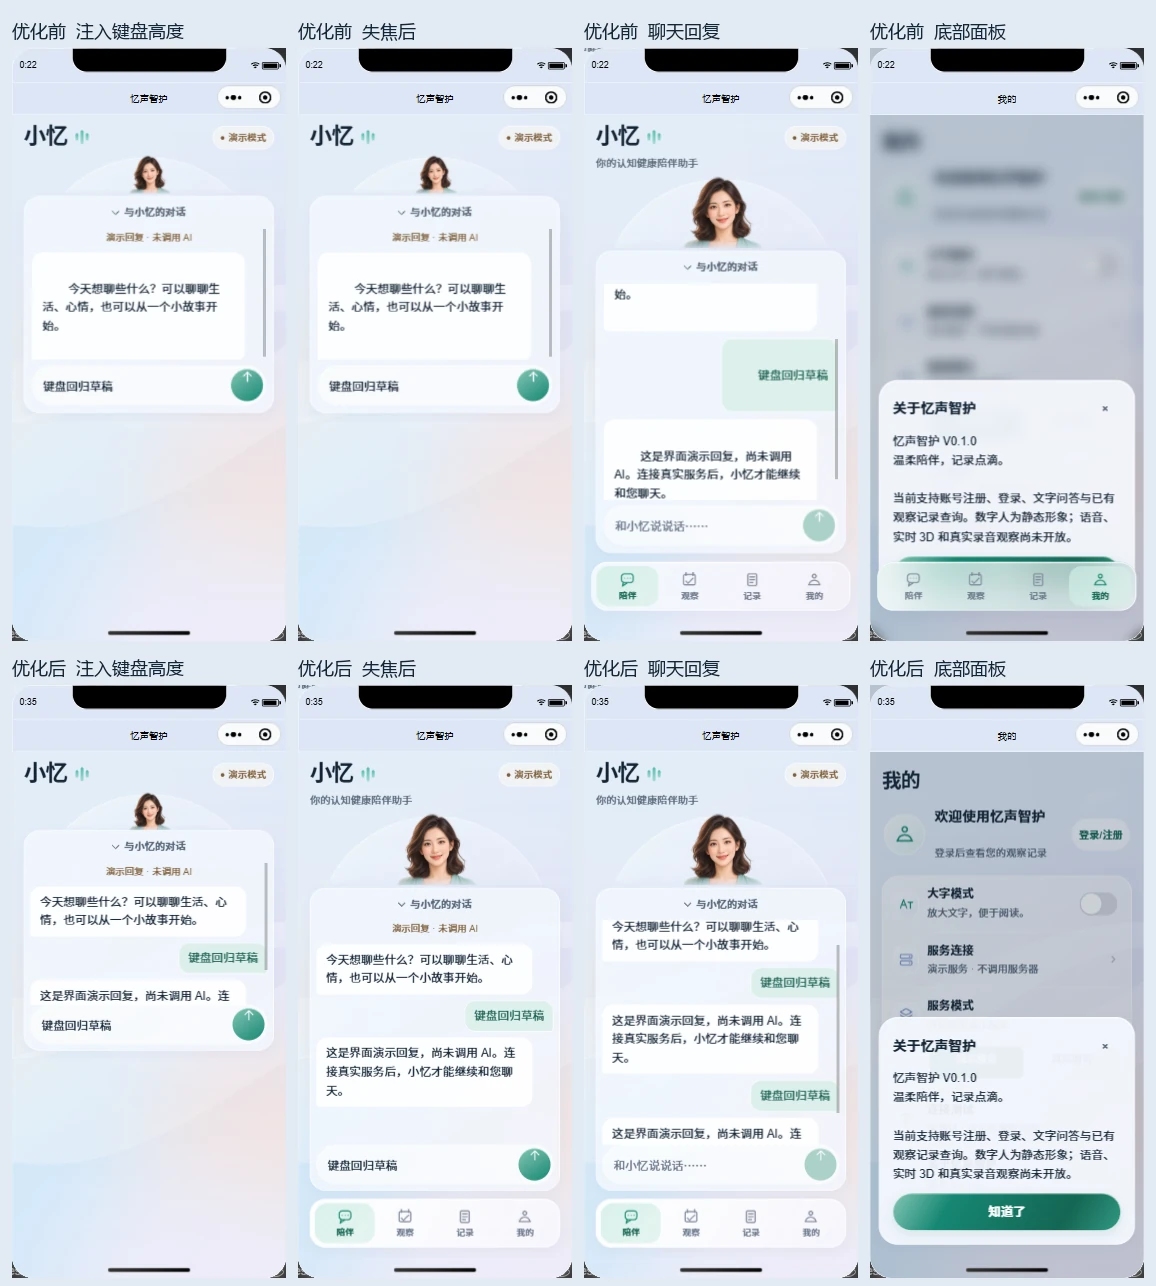 优化前 注入键盘高度
0:22
忆声智护
小忆
演示模式
与小忆的对话
演示回复 · 未调用 AI
今天想聊些什么？可以聊聊生
活、心情，也可以从一个小故事开
始。
键盘回归草稿
优化前 失焦后
0:22
忆声智护
小忆
演示模式
与小忆的对话
演示回复 · 未调用 AI
今天想聊些什么？可以聊聊生
活、心情，也可以从一个小故事开
始。
键盘回归草稿
优化前 聊天回复
0:22
忆声智护
小忆
演示模式
你的认知健康陪伴助手
与小忆的对话
始。
键盘回归草稿
这是界面演示回复，尚未调用
AI。连接真实服务后，小忆才能继续
和您聊天。
和小忆说说话······
陪伴 观察 记录 我的
优化前 底部面板
0:22
我的
关于忆声智护 ×
忆声智护 V0.1.0
温柔陪伴，记录点滴。
当前支持账号注册、登录、文字问答与已有
观察记录查询。数字人为静态形象；语音、
实时 3D 和真实录音观察尚未开放。
陪伴 观察 记录 我的
优化后 注入键盘高度
0:35
忆声智护
小忆
演示模式
与小忆的对话
演示回复 · 未调用 AI
今天想聊些什么？可以聊聊生活、心
情，也可以从一个小故事开始。
键盘回归草稿
这是界面演示回复，尚未调用 AI。连
键盘回归草稿
优化后 失焦后
0:35
忆声智护
小忆
演示模式
你的认知健康陪伴助手
与小忆的对话
演示回复 · 未调用 AI
今天想聊些什么？可以聊聊生活、心
情，也可以从一个小故事开始。
键盘回归草稿
这是界面演示回复，尚未调用 AI。连
接真实服务后，小忆才能继续和您聊
天。
键盘回归草稿
陪伴 观察 记录 我的
优化后 聊天回复
0:35
忆声智护
小忆
演示模式
你的认知健康陪伴助手
与小忆的对话
今天想聊些什么？可以聊聊生活、心
情，也可以从一个小故事开始。
键盘回归草稿
这是界面演示回复，尚未调用 AI。连
接真实服务后，小忆才能继续和您聊
天。
键盘回归草稿
这是界面演示回复，尚未调用 AI。连
和小忆说说话······
陪伴 观察 记录 我的
优化后 底部面板
0:35
我的
我的
欢迎使用忆声智护
登录后查看您的观察记录
登录/注册
大字模式
放大文字，便于阅读。
服务连接
演示服务 · 不调用服务器
服务模式
关于忆声智护 ×
忆声智护 V0.1.0
温柔陪伴，记录点滴。
当前支持账号注册、登录、文字问答与已有
观察记录查询。数字人为静态形象；语音、
实时 3D 和真实录音观察尚未开放。
知道了